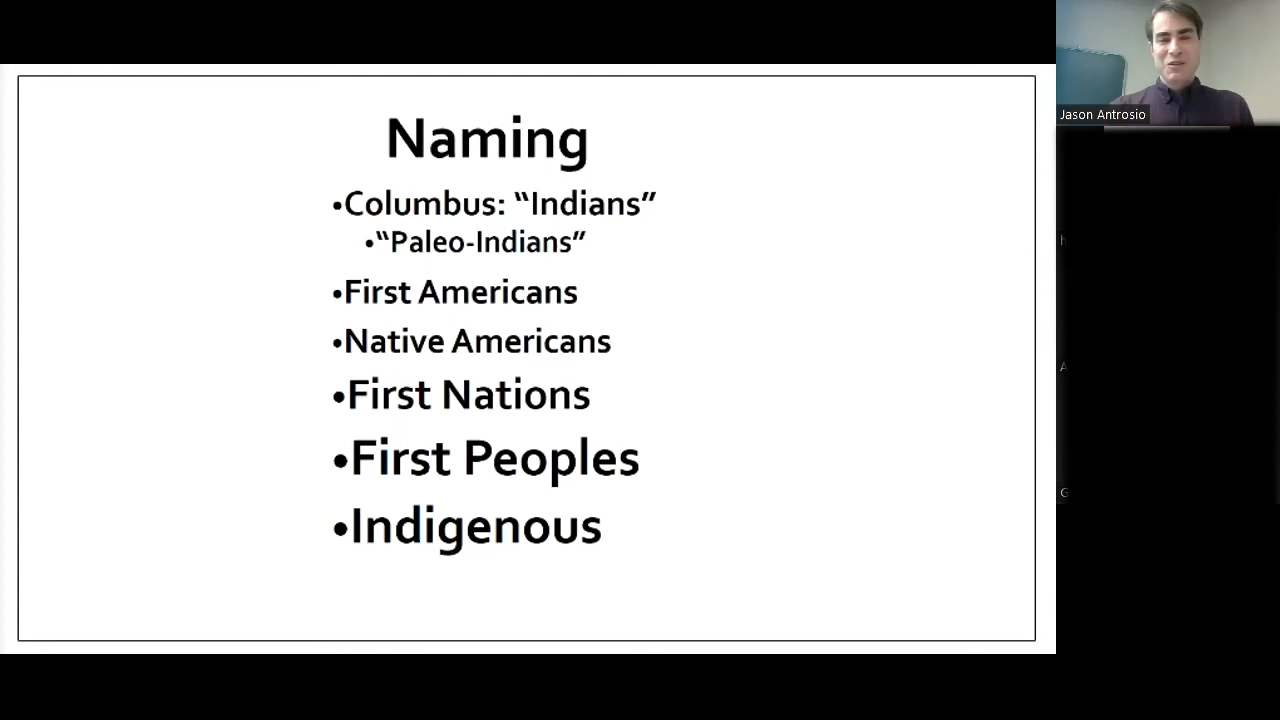 Naming
•Columbus: “Indians”
•“Paleo-Indians”
•First Americans
•Native Americans
•First Nations
•First Peoples
•Indigenous
Jason Antrosio
A
G